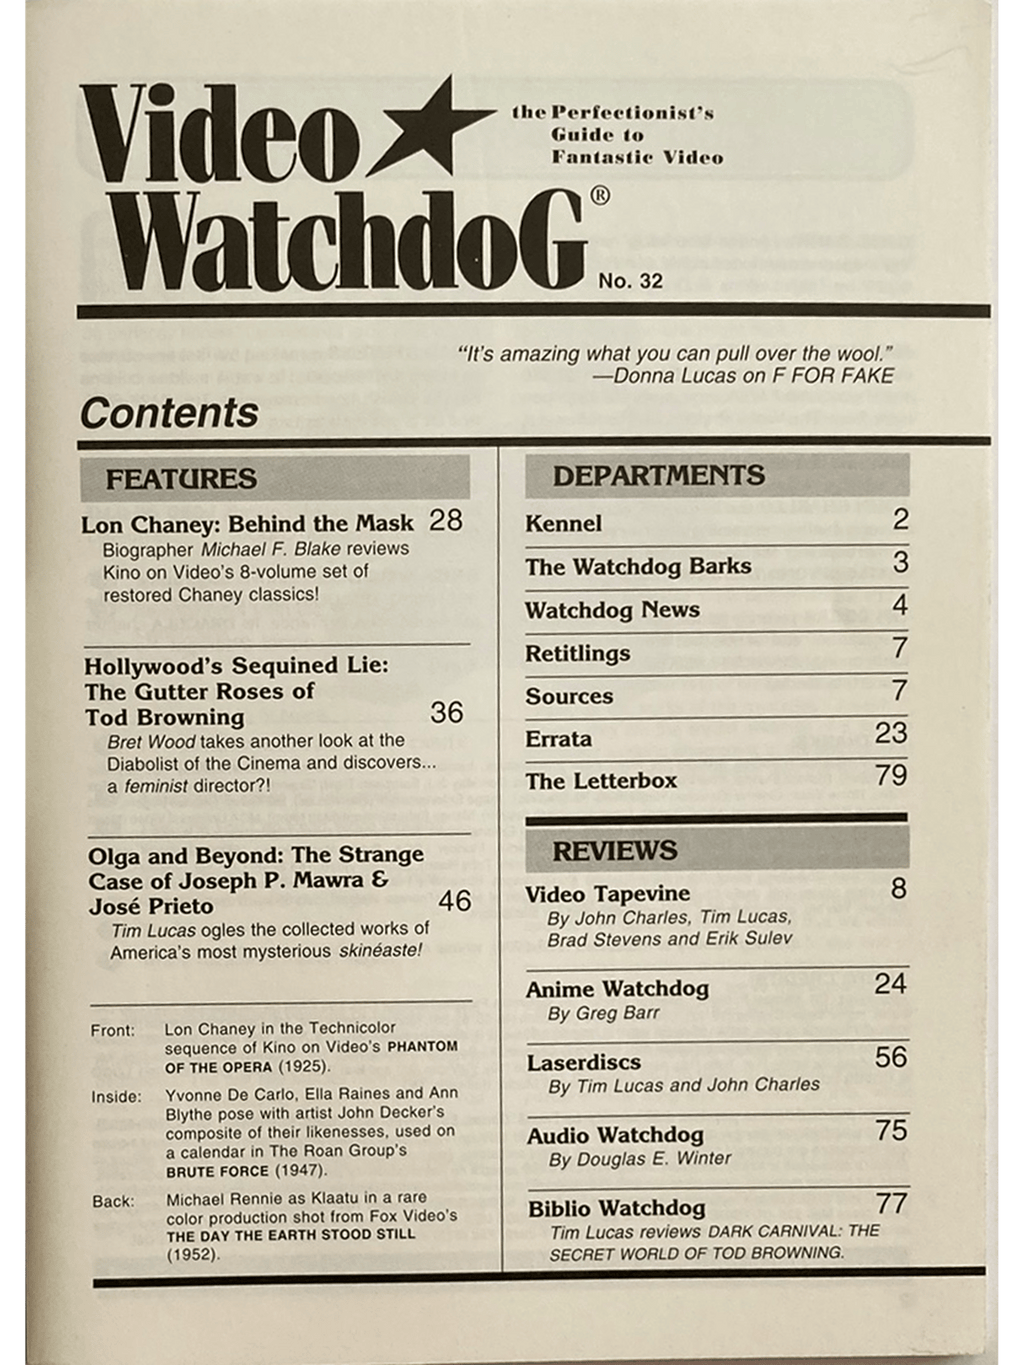 Video ★ WatchdoG®
the Perfectionist's
Guide to
Fantastic Video
No. 32
“It's amazing what you can pull over the wool.”
—Donna Lucas on F FOR FAKE
Contents
FEATURES
Lon Chaney: Behind the Mask 28
Biographer Michael F. Blake reviews
Kino on Video's 8-volume set of
restored Chaney classics!
Hollywood's Sequined Lie:
The Gutter Roses of
Tod Browning 36
Bret Wood takes another look at the
Diabolist of the Cinema and discovers...
a feminist director?!
Olga and Beyond: The Strange
Case of Joseph P. Mawra &
José Prieto 46
Tim Lucas ogles the collected works of
America's most mysterious skinéaste!
Front: Lon Chaney in the Technicolor
sequence of Kino on Video's PHANTOM
OF THE OPERA (1925).
Inside: Yvonne De Carlo, Ella Raines and Ann
Blythe pose with artist John Decker's
composite of their likenesses, used on
a calendar in The Roan Group's
BRUTE FORCE (1947).
Back: Michael Rennie as Klaatu in a rare
color production shot from Fox Video's
THE DAY THE EARTH STOOD STILL
(1952).
DEPARTMENTS
Kennel 2
The Watchdog Barks 3
Watchdog News 4
Retitlings 7
Sources 7
Errata 23
The Letterbox 79
REVIEWS
Video Tapevine 8
By John Charles, Tim Lucas,
Brad Stevens and Erik Sulev
Anime Watchdog 24
By Greg Barr
Laserdiscs 56
By Tim Lucas and John Charles
Audio Watchdog 75
By Douglas E. Winter
Biblio Watchdog 77
Tim Lucas reviews DARK CARNIVAL: THE
SECRET WORLD OF TOD BROWNING.